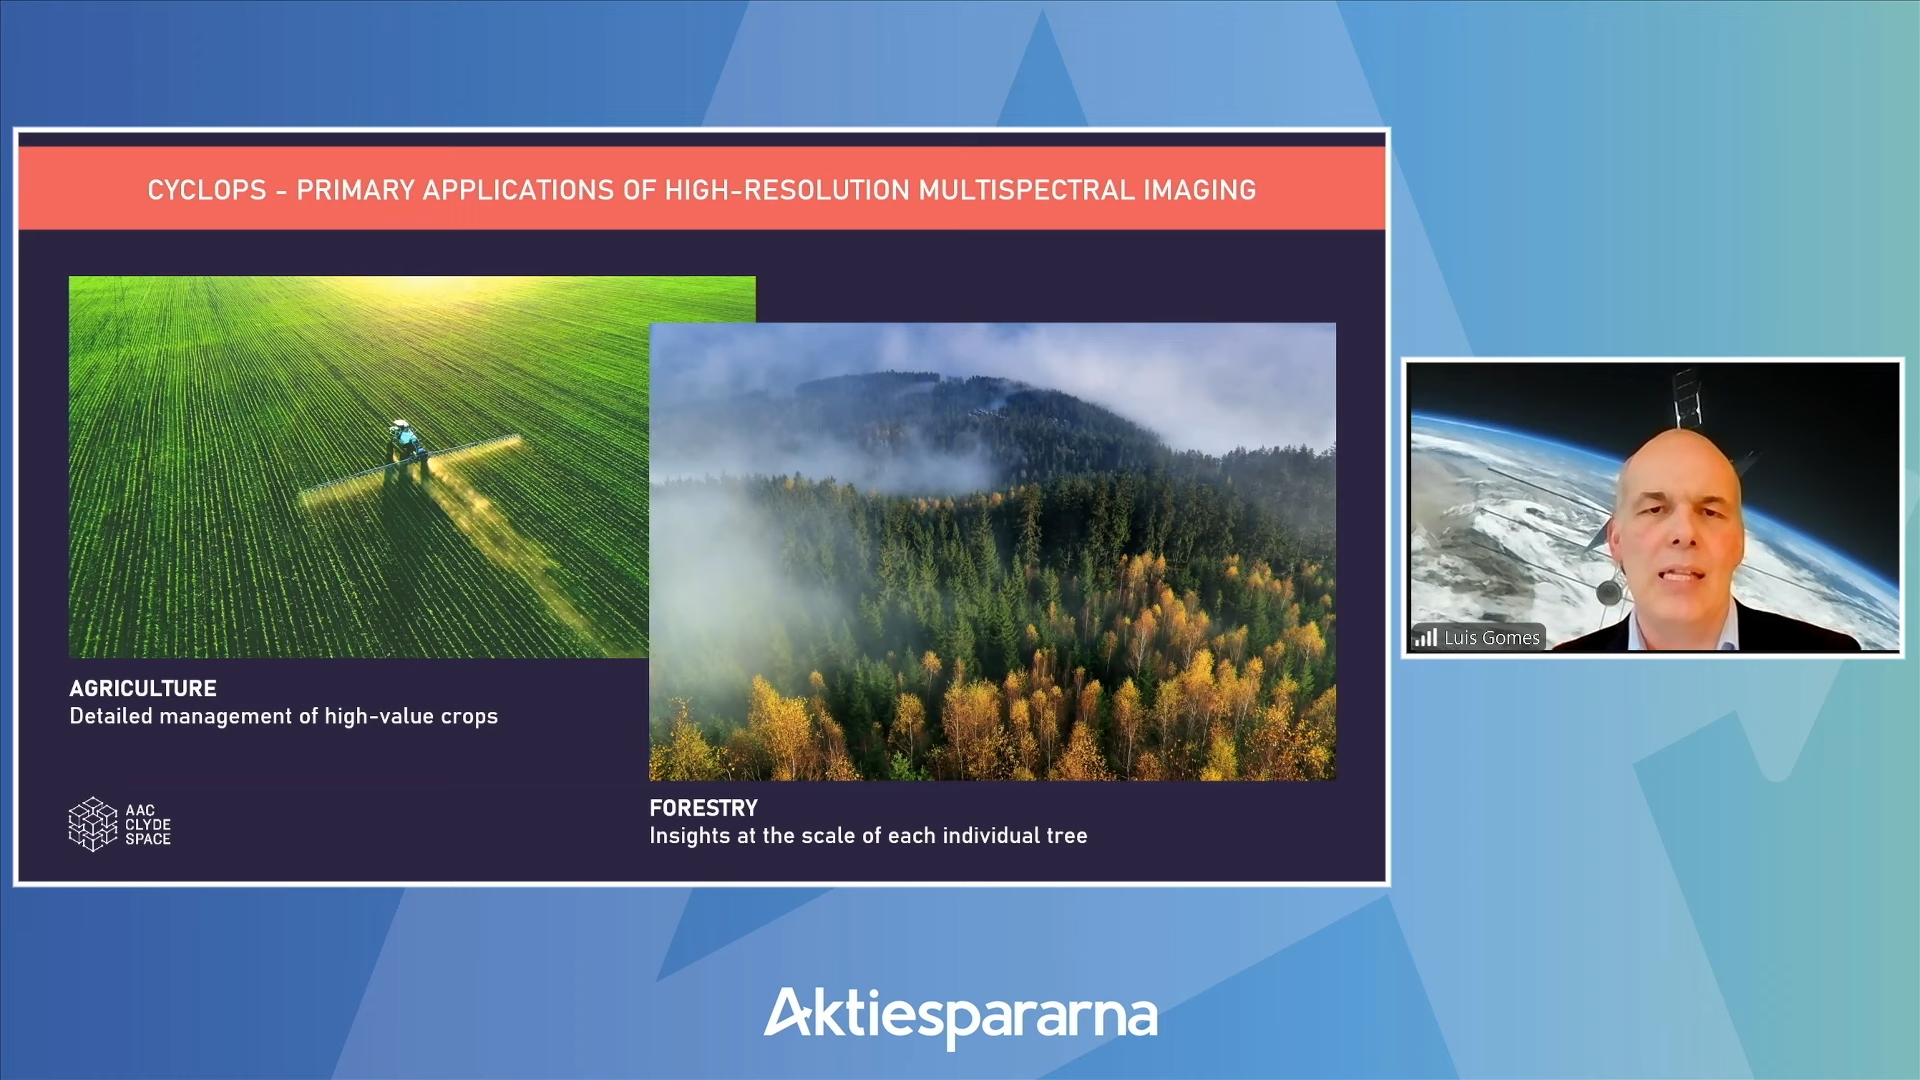 CYCLOPS - PRIMARY APPLICATIONS OF HIGH-RESOLUTION MULTISPECTRAL IMAGING
AGRICULTURE
Detailed management of high-value crops
FORESTRY
Insights at the scale of each individual tree
AAC
CLYDE
SPACE
Luis Gomes
Aktiespararna